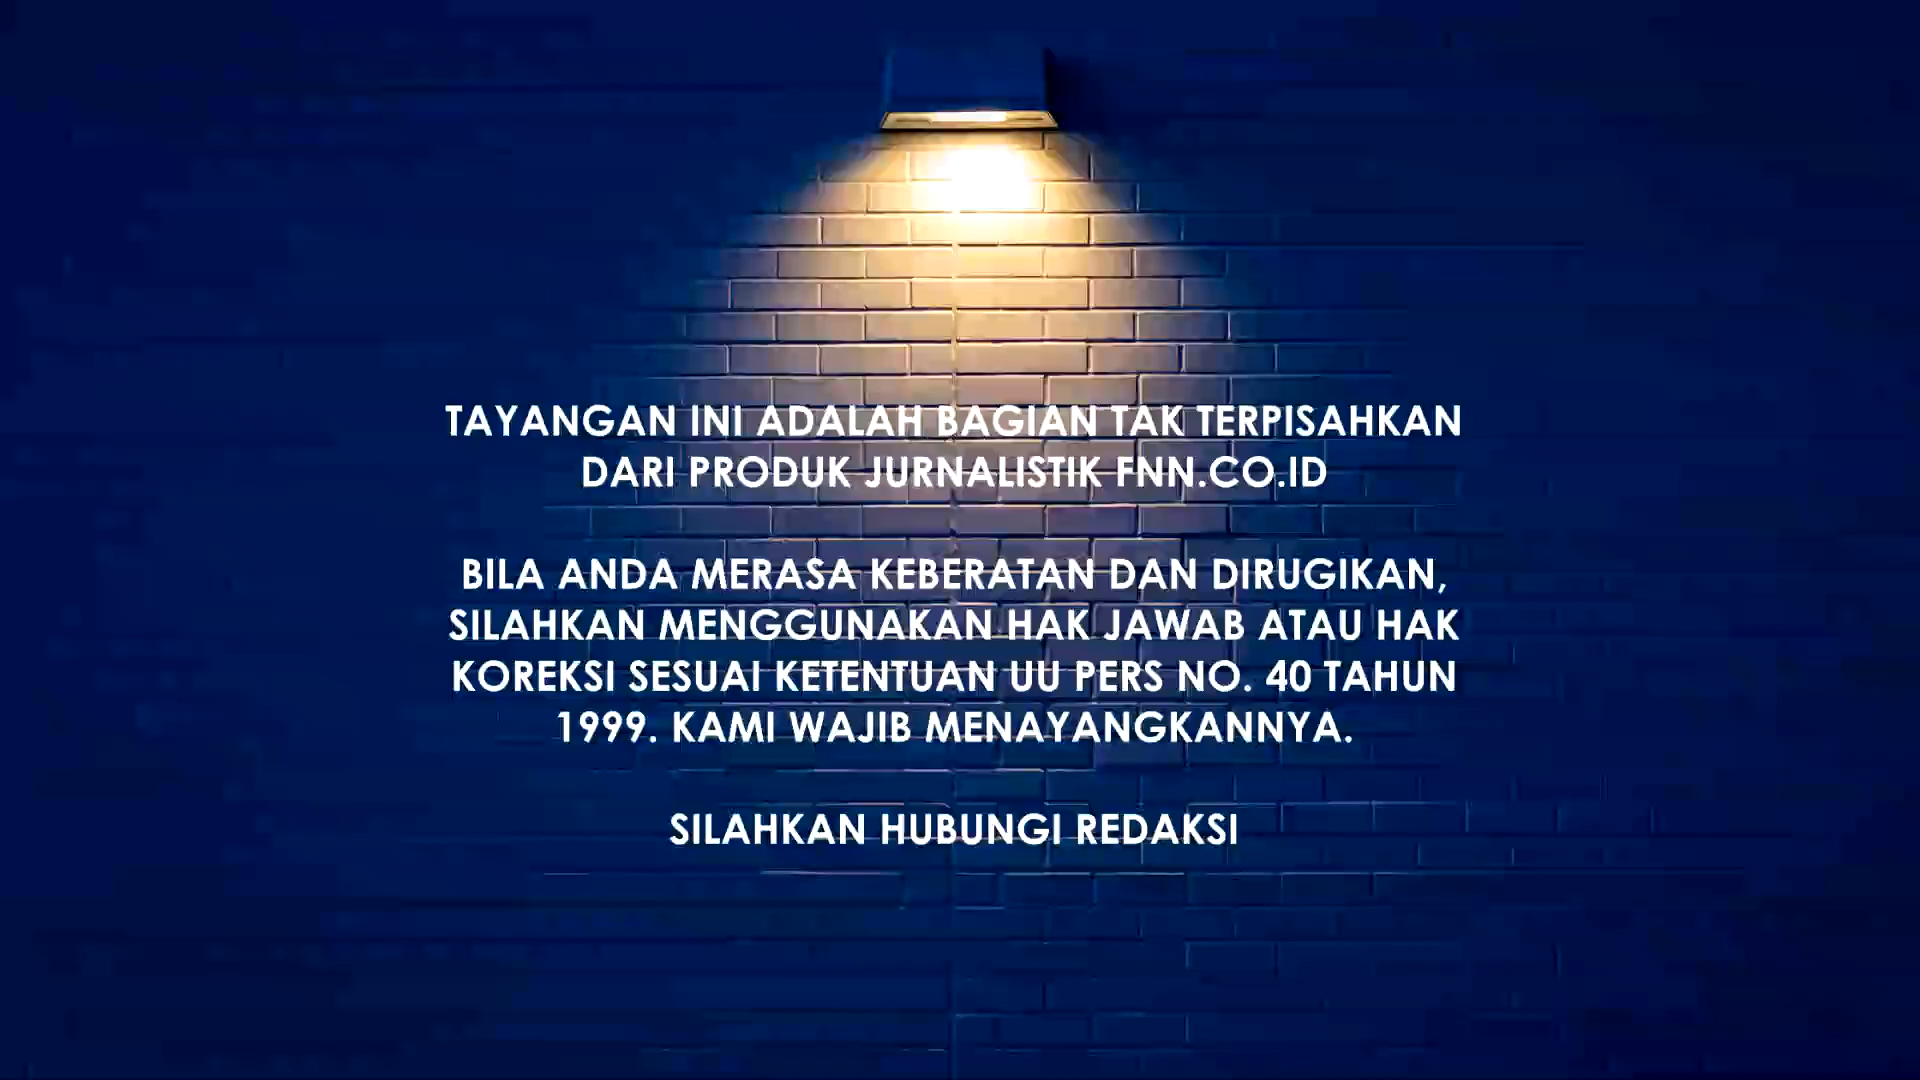 TAYANGAN INI ADALAH BAGIAN TAK TERPISAHKAN
DARI PRODUK JURNALISTIK FNN.CO.ID
BILA ANDA MERASA KEBERATAN DAN DIRUGIKAN,
SILAHKAN MENGGUNAKAN HAK JAWAB ATAU HAK
KOREKSI SESUAI KETENTUAN UU PERS NO. 40 TAHUN
1999. KAMI WAJIB MENAYANGKANNYA.
SILAHKAN HUBUNGI REDAKSI